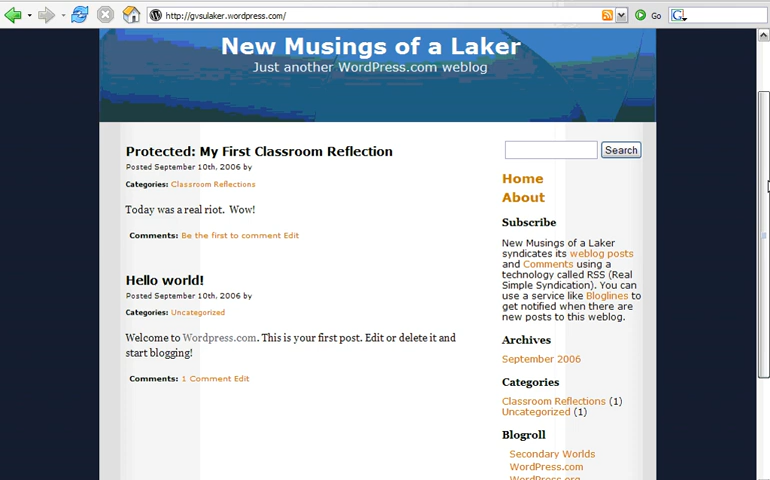 http://gvsulaker.wordpress.com/
Go
New Musings of a Laker
Just another WordPress.com weblog
Protected: My First Classroom Reflection
Posted September 10th, 2006 by
Categories: Classroom Reflections
Today was a real riot. Wow!
Comments: Be the first to comment Edit
Hello world!
Posted September 10th, 2006 by
Categories: Uncategorized
Welcome to Wordpress.com. This is your first post. Edit or delete it and
start blogging!
Comments: 1 Comment Edit
Search
Home
About
Subscribe
New Musings of a Laker
syndicates its weblog posts
and Comments using a
technology called RSS (Real
Simple Syndication). You can
use a service like Bloglines to
get notified when there are
new posts to this weblog.
Archives
September 2006
Categories
Classroom Reflections (1)
Uncategorized (1)
Blogroll
Secondary Worlds
WordPress.com
WordPress.org